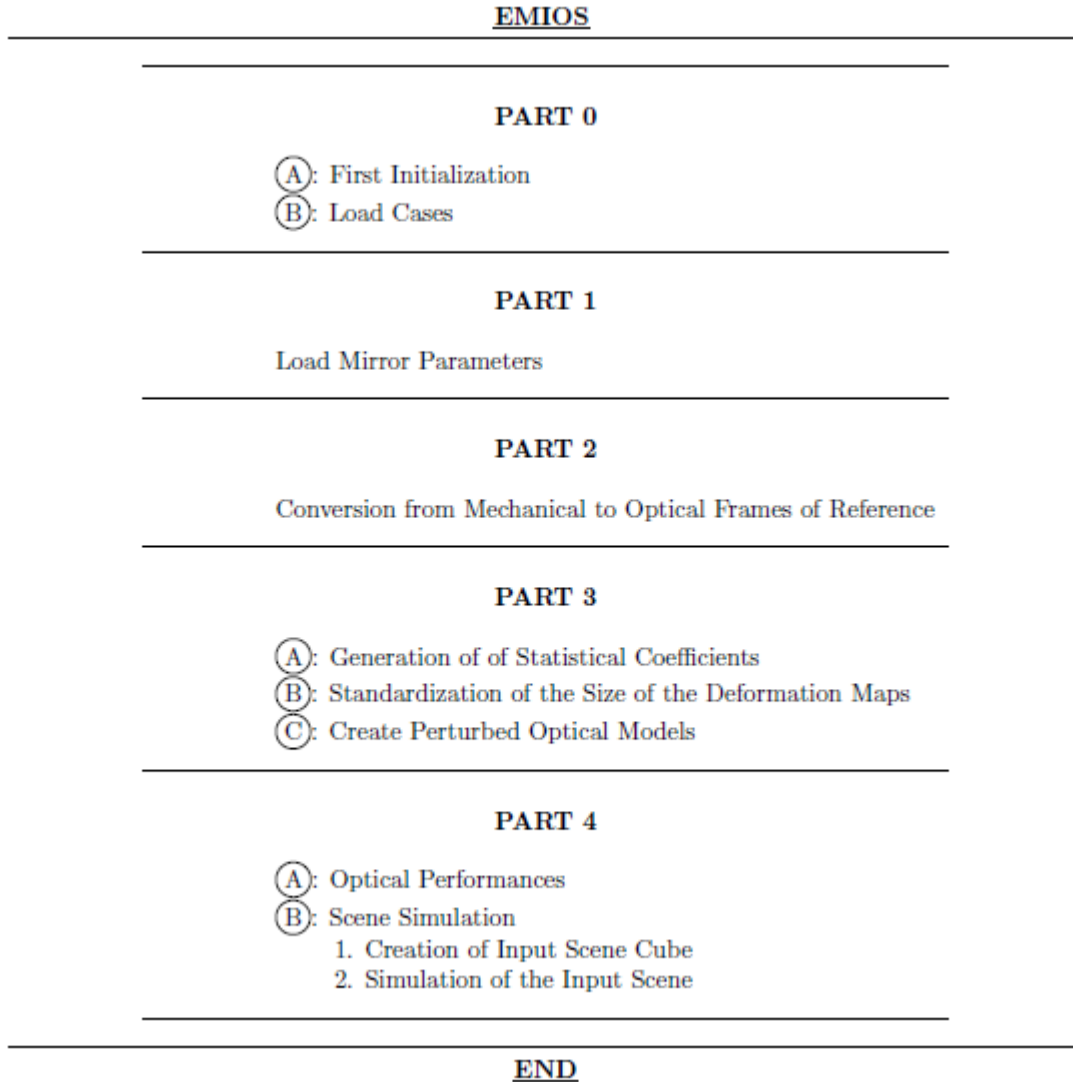 EMIOS
PART 0
A: First Initialization
B: Load Cases
PART 1
Load Mirror Parameters
PART 2
Conversion from Mechanical to Optical Frames of Reference
PART 3
A: Generation of of Statistical Coefficients
B: Standardization of the Size of the Deformation Maps
C: Create Perturbed Optical Models
PART 4
A: Optical Performances
B: Scene Simulation
1. Creation of Input Scene Cube
2. Simulation of the Input Scene
END